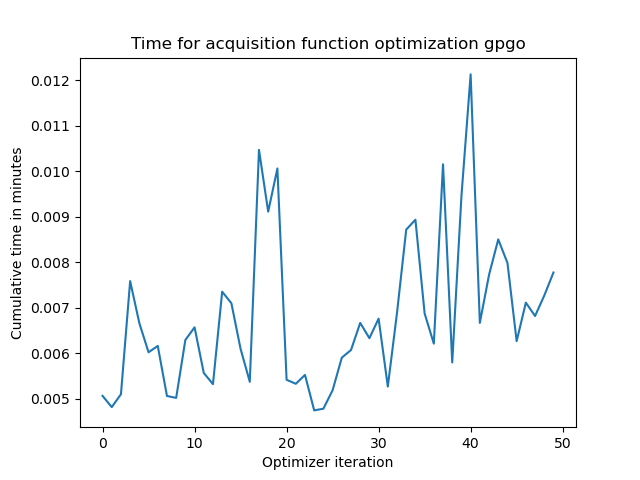 Time for acquisition function optimization gpgo
0.012
0.011
0.010
0.009
0.008
0.007
0.006
0.005
Cumulative time in minutes
0 10 20 30 40 50
Optimizer iteration